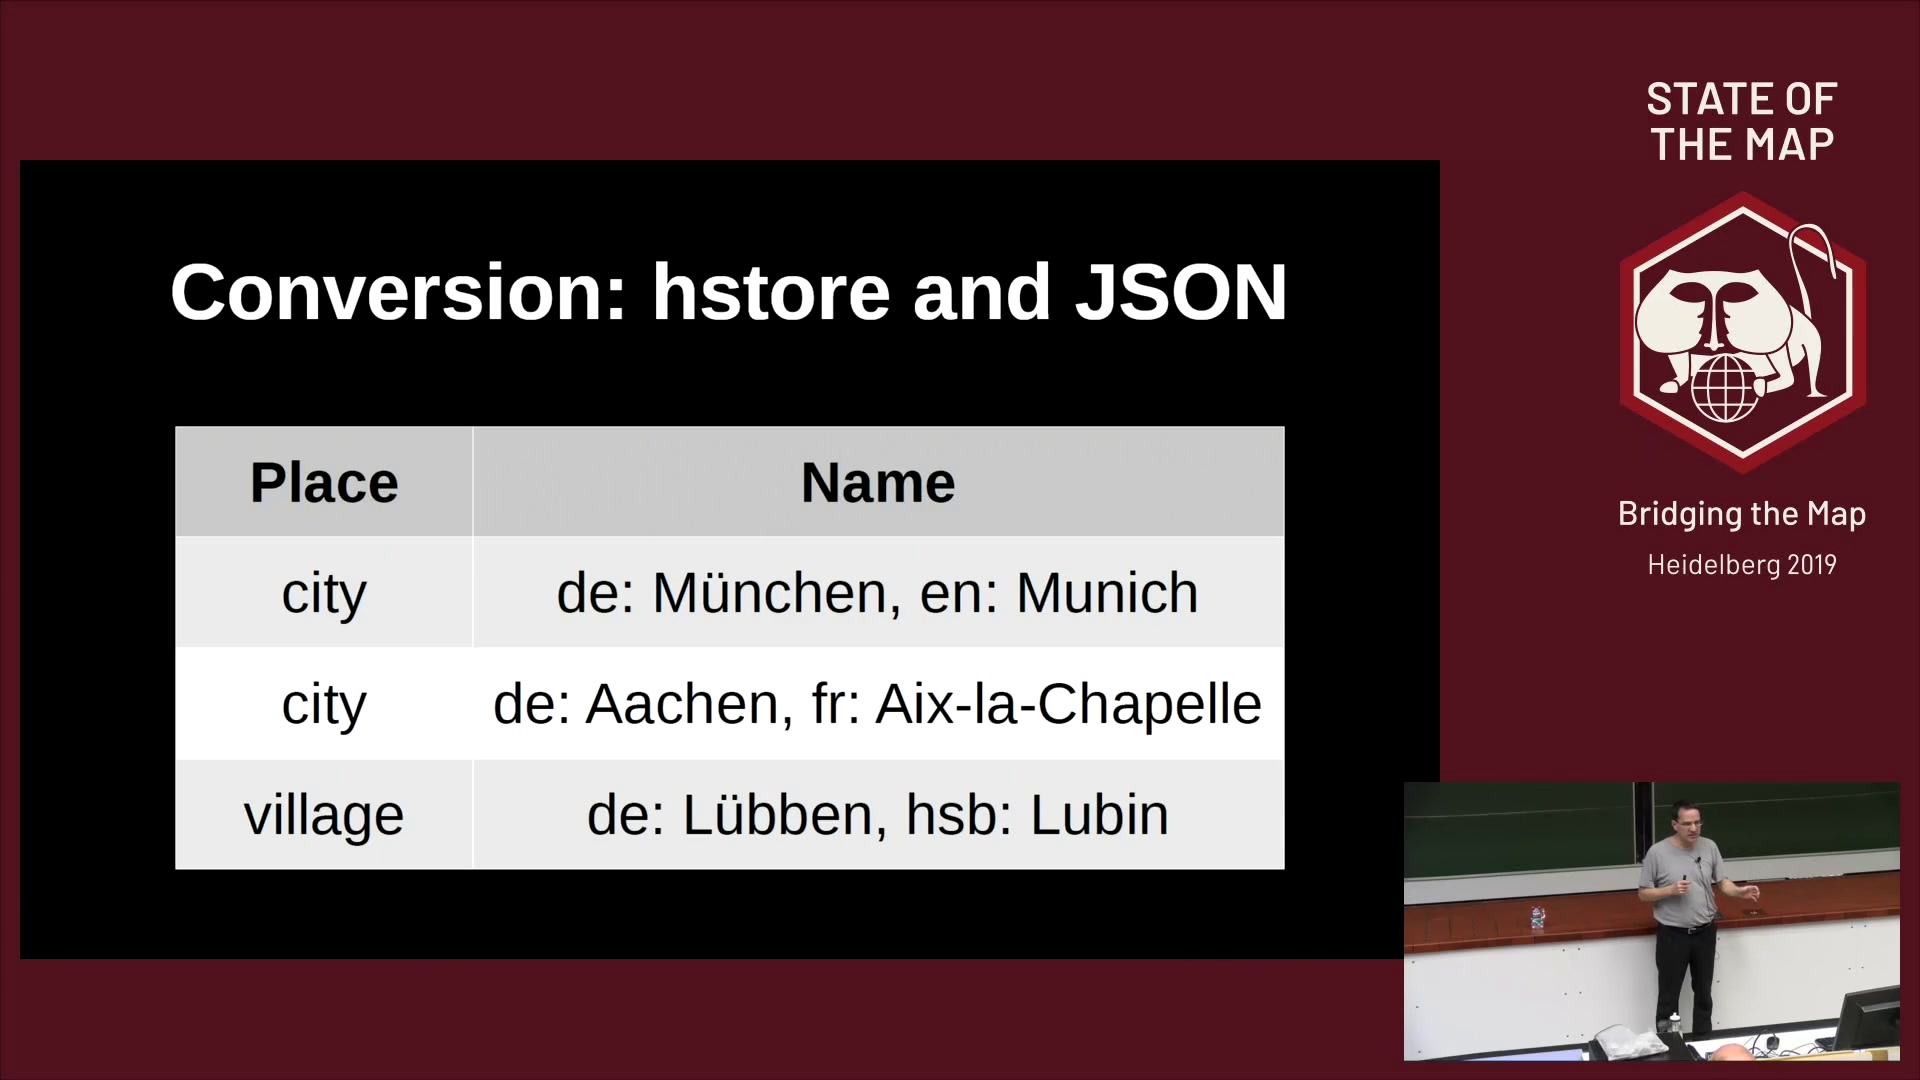 STATE OF
THE MAP
Conversion: hstore and JSON
Place Name
city de: München, en: Munich
city de: Aachen, fr: Aix-la-Chapelle
village de: Lübben, hsb: Lubin
Bridging the Map
Heidelberg 2019